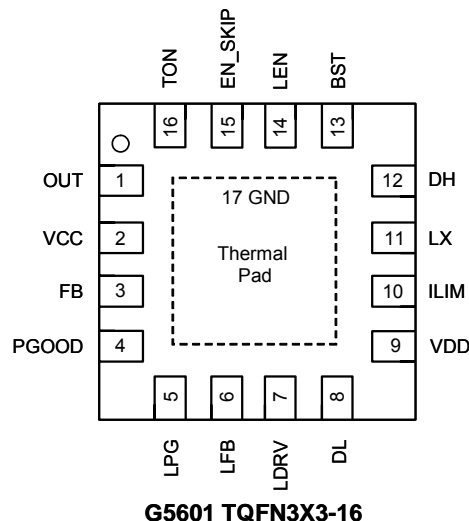 TON
EN_SKIP
LEN
BST
16
15
14
13
OUT 1
VCC 2
FB 3
PGOOD 4
17 GND
Thermal
Pad
12 DH
11 LX
10 ILIM
9 VDD
5
6
7
8
LPG
LFB
LDRV
DL
G5601 TQFN3X3-16